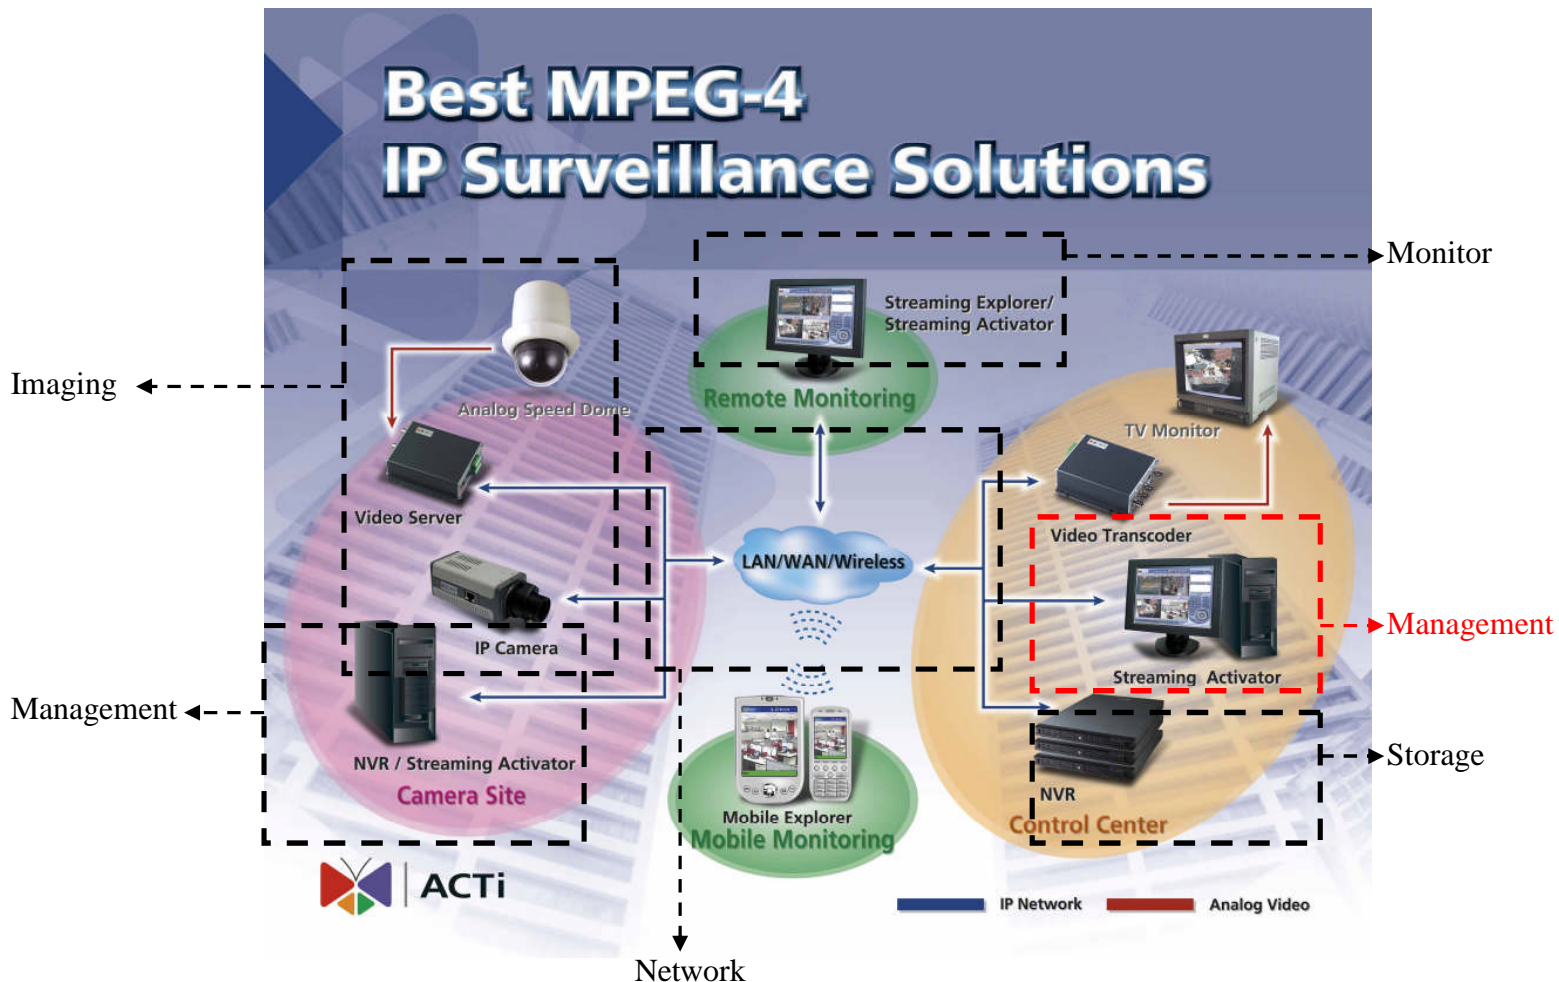 Best MPEG-4
IP Surveillance Solutions
Monitor
Streaming Explorer/
Streaming Activator
Imaging
Remote Monitoring
Analog Speed Dome
TV Monitor
Video Server
Video Transcoder
LAN/WAN/Wireless
Management
IP Camera
Streaming Activator
Management
Storage
NVR / Streaming Activator
Camera Site
NVR
Mobile Explorer
Mobile Monitoring
Control Center
ACTi
IP Network
Analog Video
Network